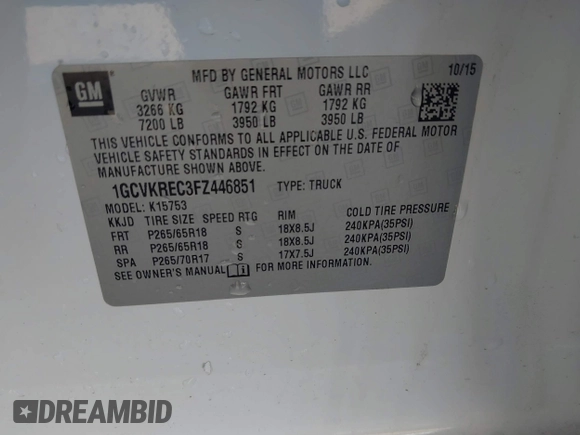 GM
MFD BY GENERAL MOTORS LLC
10/15
GVWR GAWR FRT GAWR RR
3266 KG 1792 KG 1792 KG
7200 LB 3950 LB 3950 LB
THIS VEHICLE CONFORMS TO ALL APPLICABLE U.S. FEDERAL MOTOR
VEHICLE SAFETY STANDARDS IN EFFECT ON THE DATE OF
MANUFACTURE SHOWN ABOVE.
1GCVKREC3FZ446851 TYPE: TRUCK
MODEL: K15753
KKJD TIRE SIZE SPEED RTG RIM COLD TIRE PRESSURE
FRT P265/65R18 S 18X8.5J 240KPA(35PSI)
RR P265/65R18 S 18X8.5J 240KPA(35PSI)
SPA P265/70R17 S 17X7.5J 240KPA(35PSI)
SEE OWNER'S MANUAL FOR MORE INFORMATION.
DREAMBID